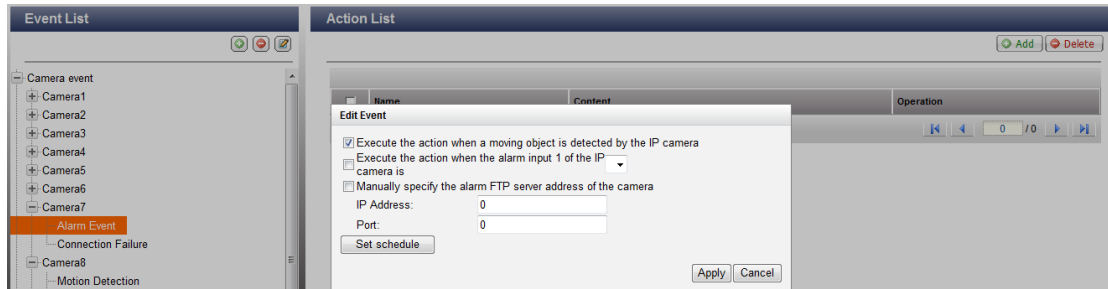 Event List
Action List
Add
Delete
Camera event
Camera1
Camera2
Camera3
Camera4
Camera5
Camera6
Camera7
Alarm Event
Connection Failure
Camera8
Motion Detection
Name
Content
Operation
0 /0
Edit Event
Execute the action when a moving object is detected by the IP camera
Execute the action when the alarm input 1 of the IP
camera is
Manually specify the alarm FTP server address of the camera
IP Address: 0
Port: 0
Set schedule
Apply
Cancel